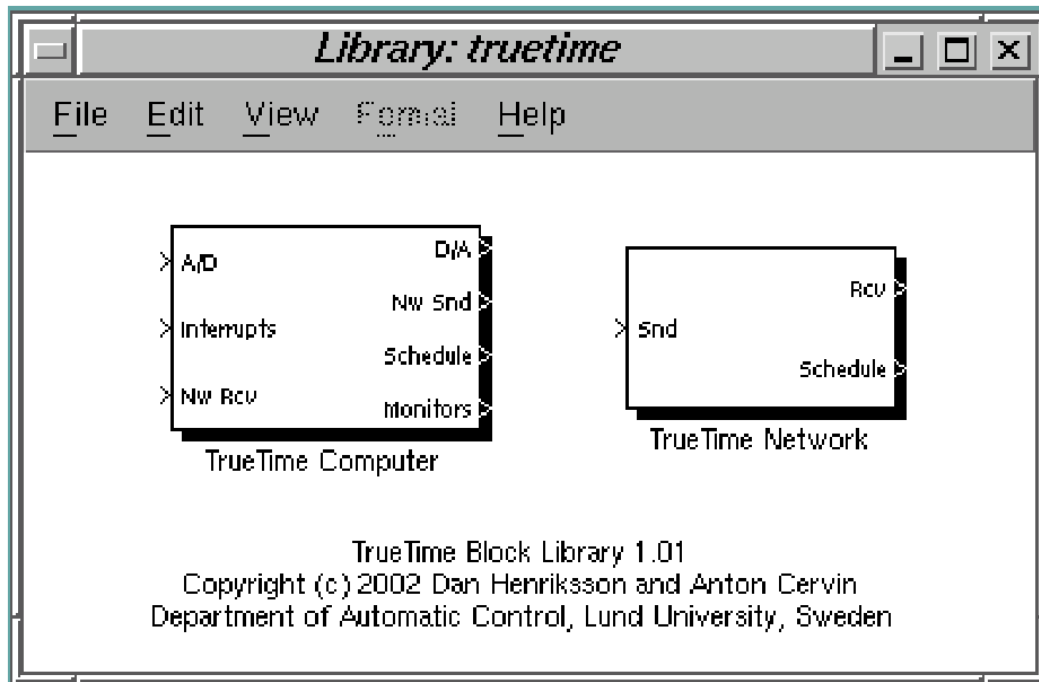 Library: truetime
File Edit View Format Help
A/D
Interrupts
Nw Rcv
D/A
Nw Snd
Schedule
Monitors
TrueTime Computer
Snd
Rcv
Schedule
TrueTime Network
TrueTime Block Library 1.01
Copyright (c) 2002 Dan Henriksson and Anton Cervin
Department of Automatic Control, Lund University, Sweden